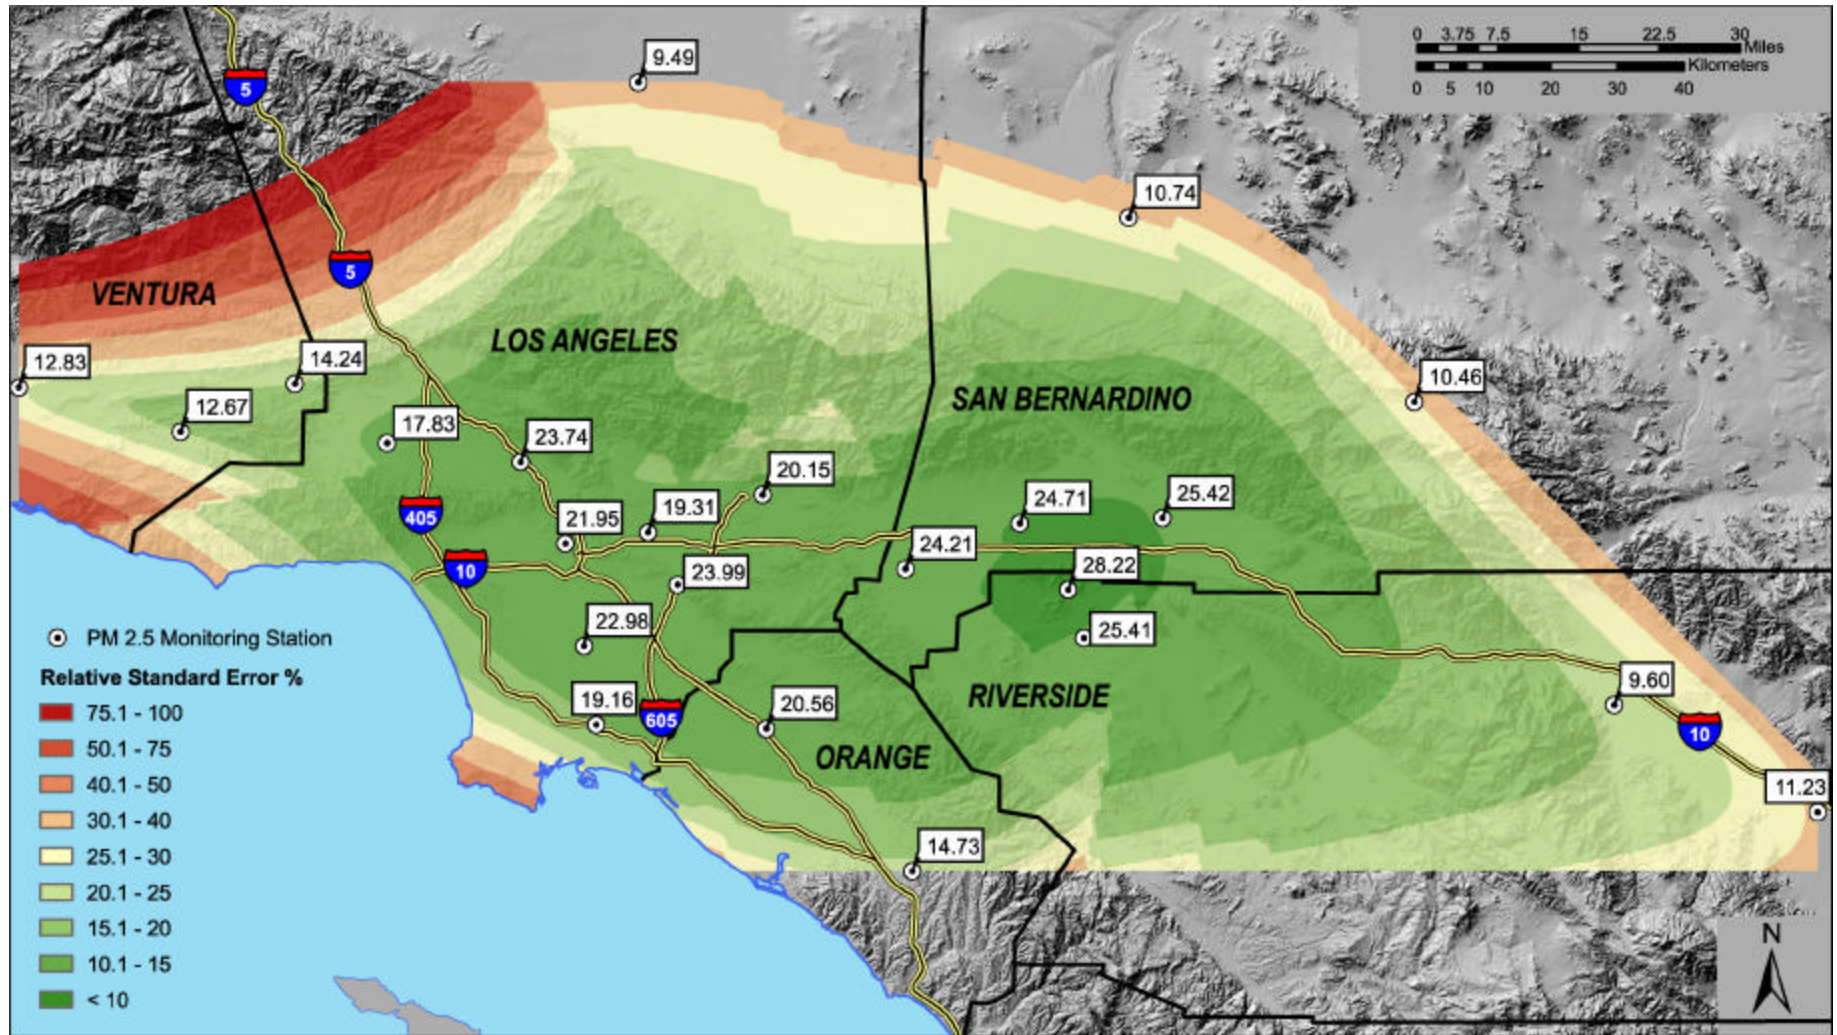 0 3.75 7.5 15 22.5 30
Miles
Kilometers
0 5 10 20 30 40
9.49
5
10.74
5
VENTURA
LOS ANGELES
12.83
14.24
10.46
SAN BERNARDINO
12.67
17.83
23.74
20.15
25.42
24.71
19.31
405
21.95
24.21
10
23.99
28.22
22.98
25.41
PM 2.5 Monitoring Station
Relative Standard Error %
75.1 - 100
50.1 - 75
40.1 - 50
30.1 - 40
25.1 - 30
20.1 - 25
15.1 - 20
10.1 - 15
< 10
19.16
605
20.56
RIVERSIDE
9.60
ORANGE
10
11.23
14.73
N